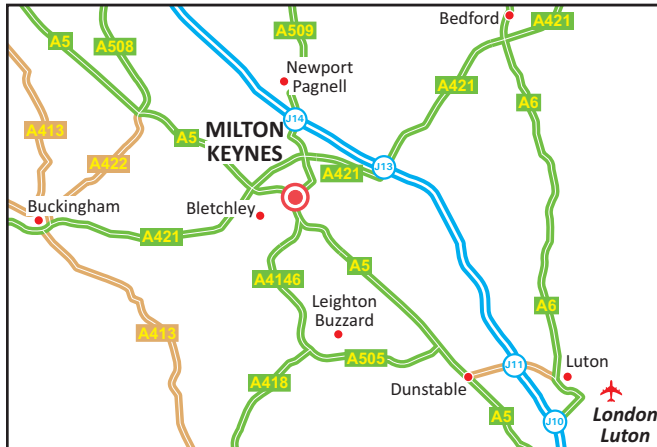 Bedford
A421
A509
A5
A508
Newport
Pagnell
A421
A6
J14
A413
MILTON
KEYNES
A5
A422
A421
J13
Buckingham
Bletchley
A421
A5
A4146
Leighton
Buzzard
A6
A413
A505
J11
Luton
A418
Dunstable
A5
J10
London
Luton